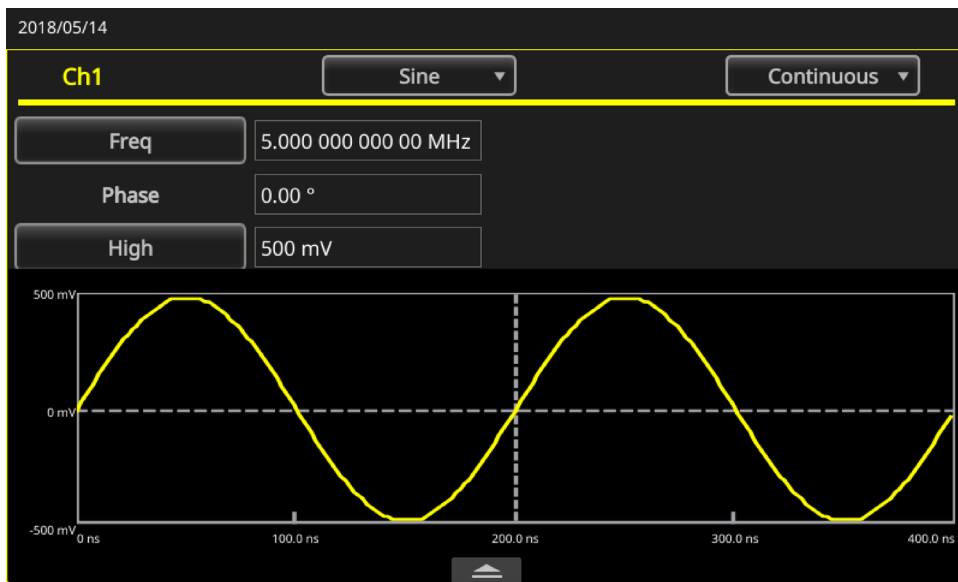 2018/05/14
Ch1 Sine Continuous
Freq 5.000 000 000 00 MHz
Phase 0.00 °
High 500 mV
500 mV
0 mV
-500 mV
0 ns 100.0 ns 200.0 ns 300.0 ns 400.0 ns